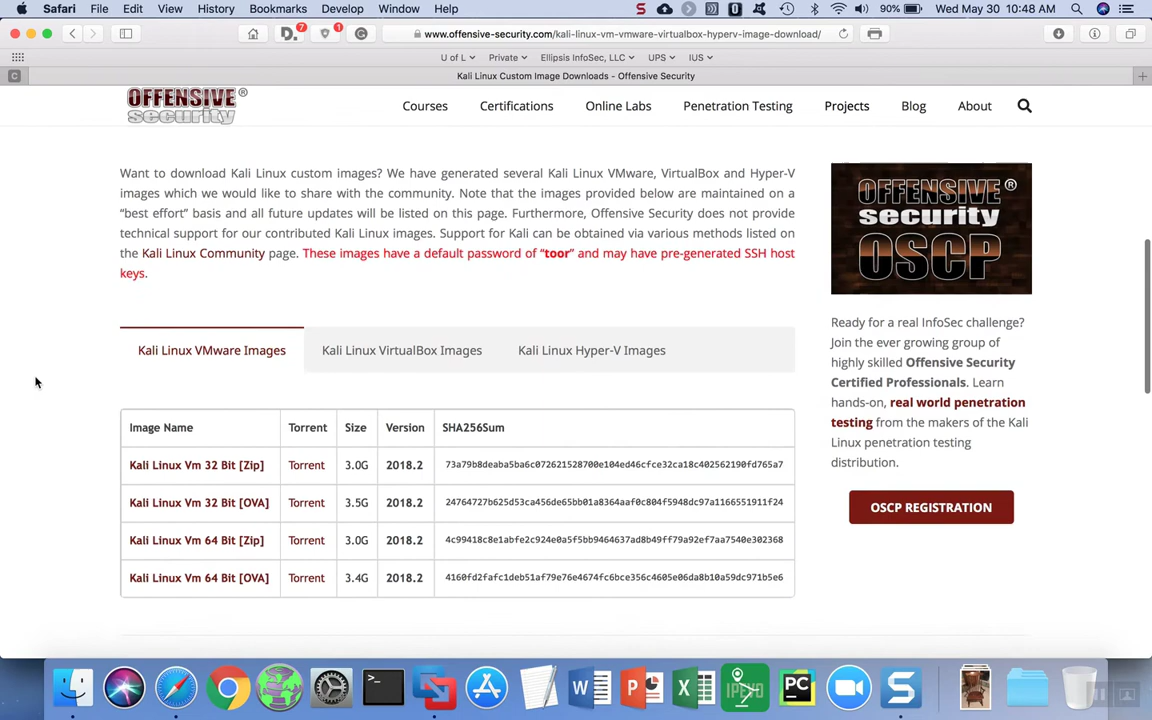 Safari File Edit View History Bookmarks Develop Window Help 90% Wed May 30 10:48 AM
www.offensive-security.com/kali-linux-vm-vmware-virtualbox-hyperv-image-download/
U of L Private Ellipsis InfoSec, LLC UPS IUS
Kali Linux Custom Image Downloads - Offensive Security
OFFENSIVE security ® Courses Certifications Online Labs Penetration Testing Projects Blog About
Want to download Kali Linux custom images? We have generated several Kali Linux VMware, VirtualBox and Hyper-V
images which we would like to share with the community. Note that the images provided below are maintained on a
“best effort” basis and all future updates will be listed on this page. Furthermore, Offensive Security does not provide
technical support for our contributed Kali Linux images. Support for Kali can be obtained via various methods listed on
the Kali Linux Community page. These images have a default password of “toor” and may have pre-generated SSH host
keys.
Kali Linux VMware Images Kali Linux VirtualBox Images Kali Linux Hyper-V Images
Image Name Torrent Size Version SHA256Sum
Kali Linux Vm 32 Bit [Zip] Torrent 3.0G 2018.2 73a79b8deaba5ba6c072621528700e104ed46cfce32ca18c402562190fd765a7
Kali Linux Vm 32 Bit [OVA] Torrent 3.5G 2018.2 24764727b625d53ca456de65bb01a8364aaf0c804f5948dc97a1166551911f24
Kali Linux Vm 64 Bit [Zip] Torrent 3.0G 2018.2 4c99418c8e1abfe2c924e0a5f5bb9464637ad8b49ff79a92ef7aa7540e302368
Kali Linux Vm 64 Bit [OVA] Torrent 3.4G 2018.2 4160fd2fafc1deb51af79e76e4674fc6bce356c4605e06da8b10a59dc971b5e6
OFFENSIVE ®
security
OSCP
Ready for a real InfoSec challenge?
Join the ever growing group of
highly skilled Offensive Security
Certified Professionals. Learn
hands-on, real world penetration
testing from the makers of the Kali
Linux penetration testing
distribution.
OSCP REGISTRATION